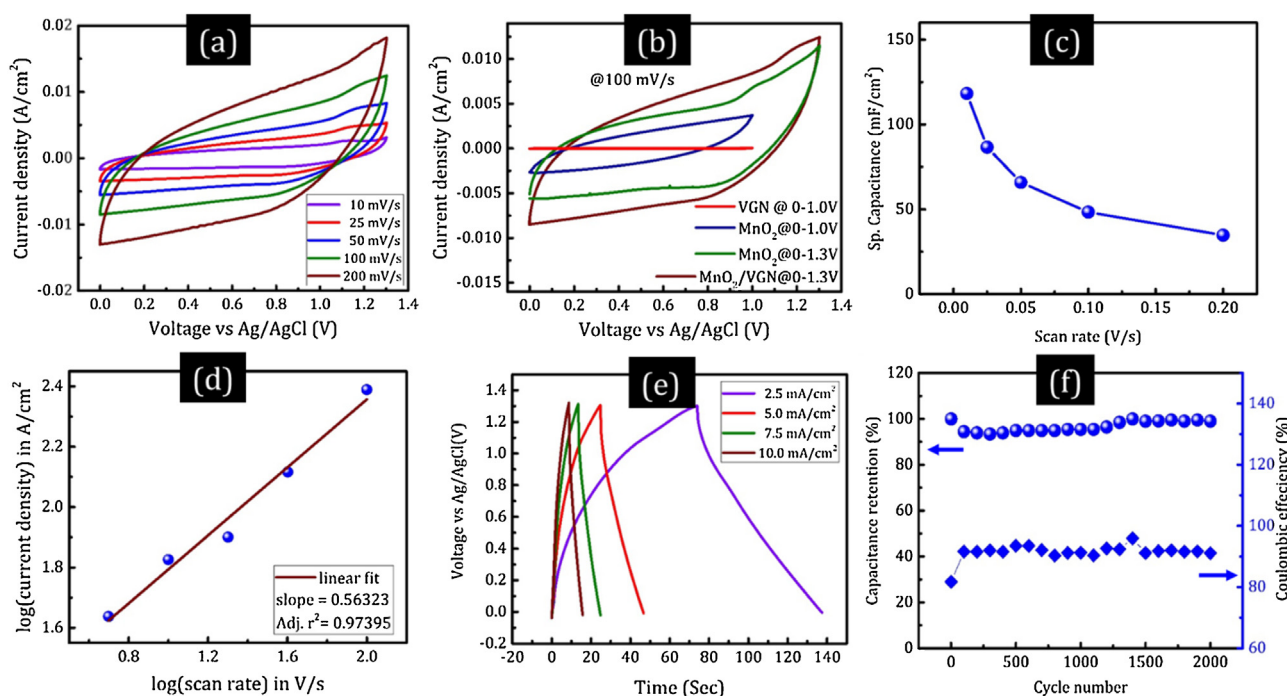 (a)
0.02
0.01
0.00
-0.01
-0.02
Current density (A/cm²)
10 mV/s
25 mV/s
50 mV/s
100 mV/s
200 mV/s
0.0 0.2 0.4 0.6 0.8 1.0 1.2 1.4
Voltage vs Ag/AgCl (V)
(b)
@100 mV/s
0.010
0.005
0.000
-0.005
-0.010
-0.015
Current density (A/cm²)
VGN @ 0-1.0V
MnO₂@0-1.0V
MnO₂@0-1.3V
MnO₂/VGN@0-1.3V
0.0 0.2 0.4 0.6 0.8 1.0 1.2 1.4
Voltage vs Ag/AgCl (V)
(c)
150
100
50
0
Sp. Capacitance (mF/cm²)
0.00 0.05 0.10 0.15 0.20
Scan rate (V/s)
(d)
2.4
2.2
2.0
1.8
1.6
log(current density) in A/cm²
linear fit
slope = 0.56323
Adj. r²= 0.97395
0.8 1.2 1.6 2.0
log(scan rate) in V/s
(e)
1.8
1.6
1.4
1.2
1.0
0.8
0.6
0.4
0.2
0.0
-0.2
Voltage vs Ag/AgCl(V)
2.5 mA/cm²
5.0 mA/cm²
7.5 mA/cm²
10.0 mA/cm²
-20 0 20 40 60 80 100 120 140
Time (Sec)
(f)
120
110
100
90
80
70
60
50
40
30
20
10
0
Capacitance retention (%)
140
120
100
80
60
Coulombic effeciency (%)
0 500 1000 1500 2000
Cycle number